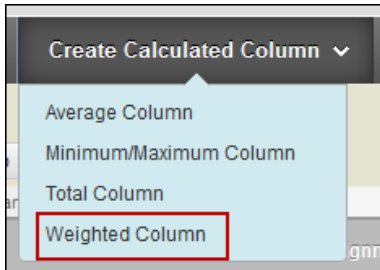 Create Calculated Column
Average Column
Minimum/Maximum Column
Total Column
Weighted Column